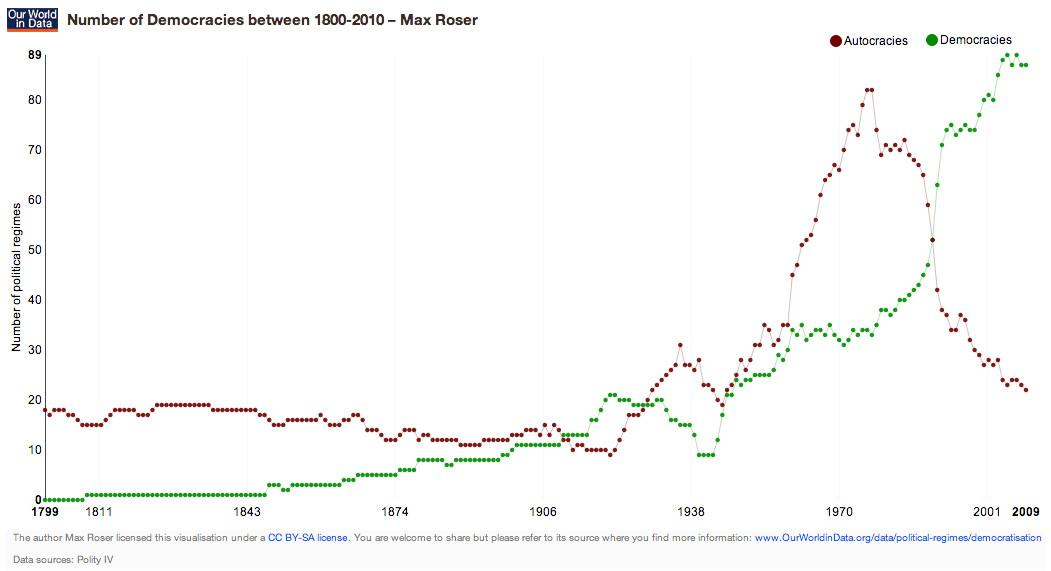 Our World
in Data
Number of Democracies between 1800-2010 – Max Roser
Autocracies
Democracies
Number of political regimes
89
80
70
60
50
40
30
20
10
0
1799
1811
1843
1874
1906
1938
1970
2001
2009
The author Max Roser licensed this visualisation under a CC BY-SA license. You are welcome to share but please refer to its source where you find more information: www.OurWorldinData.org/data/political-regimes/democratisation
Data sources: Polity IV